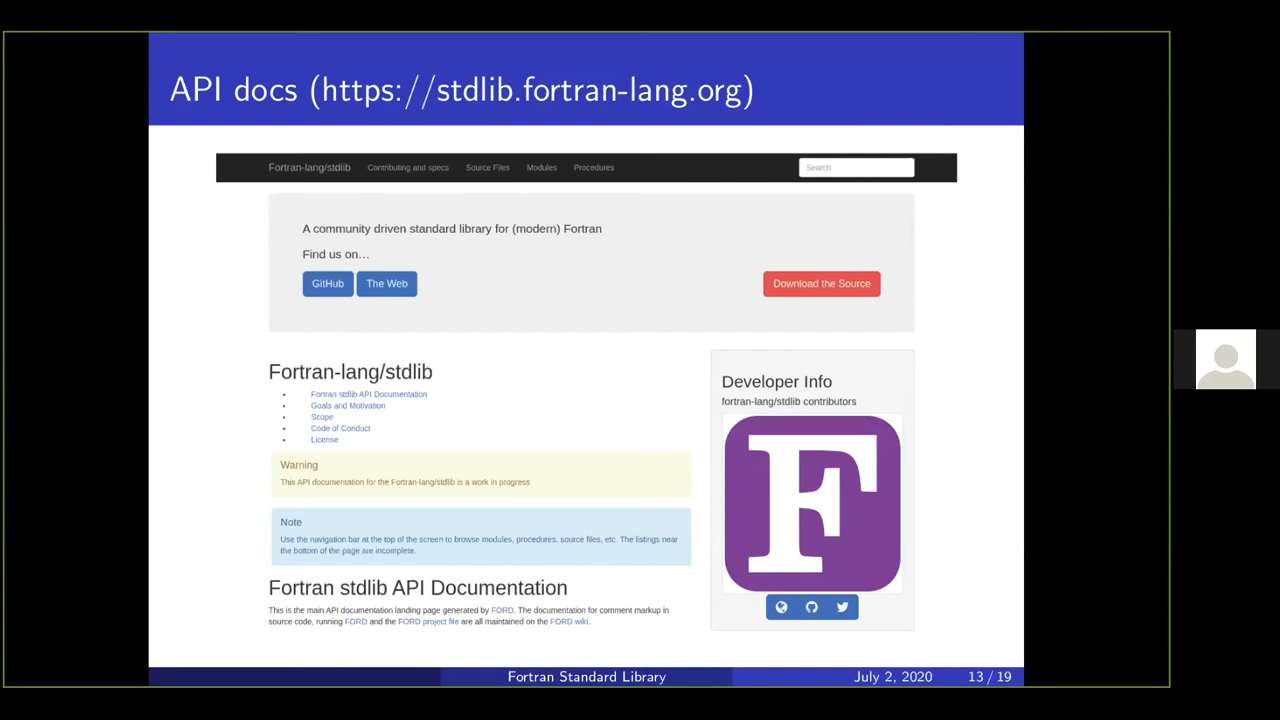 API docs (https://stdlib.fortran-lang.org)
Fortran-lang/stdlib Contributing and specs Source Files Modules Procedures Search
A community driven standard library for (modern) Fortran
Find us on…
GitHub The Web Download the Source
Fortran-lang/stdlib
Fortran stdlib API Documentation
Goals and Motivation
Scope
Code of Conduct
License
Warning
This API documentation for the Fortran-lang/stdlib is a work in progress
Note
Use the navigation bar at the top of the screen to browse modules, procedures, source files, etc. The listings near
the bottom of the page are incomplete.
Fortran stdlib API Documentation
This is the main API documentation landing page generated by FORD. The documentation for comment markup in
source code, running FORD and the FORD project file are all maintained on the FORD wiki.
Developer Info
fortran-lang/stdlib contributors
F
Fortran Standard Library July 2, 2020 13 / 19